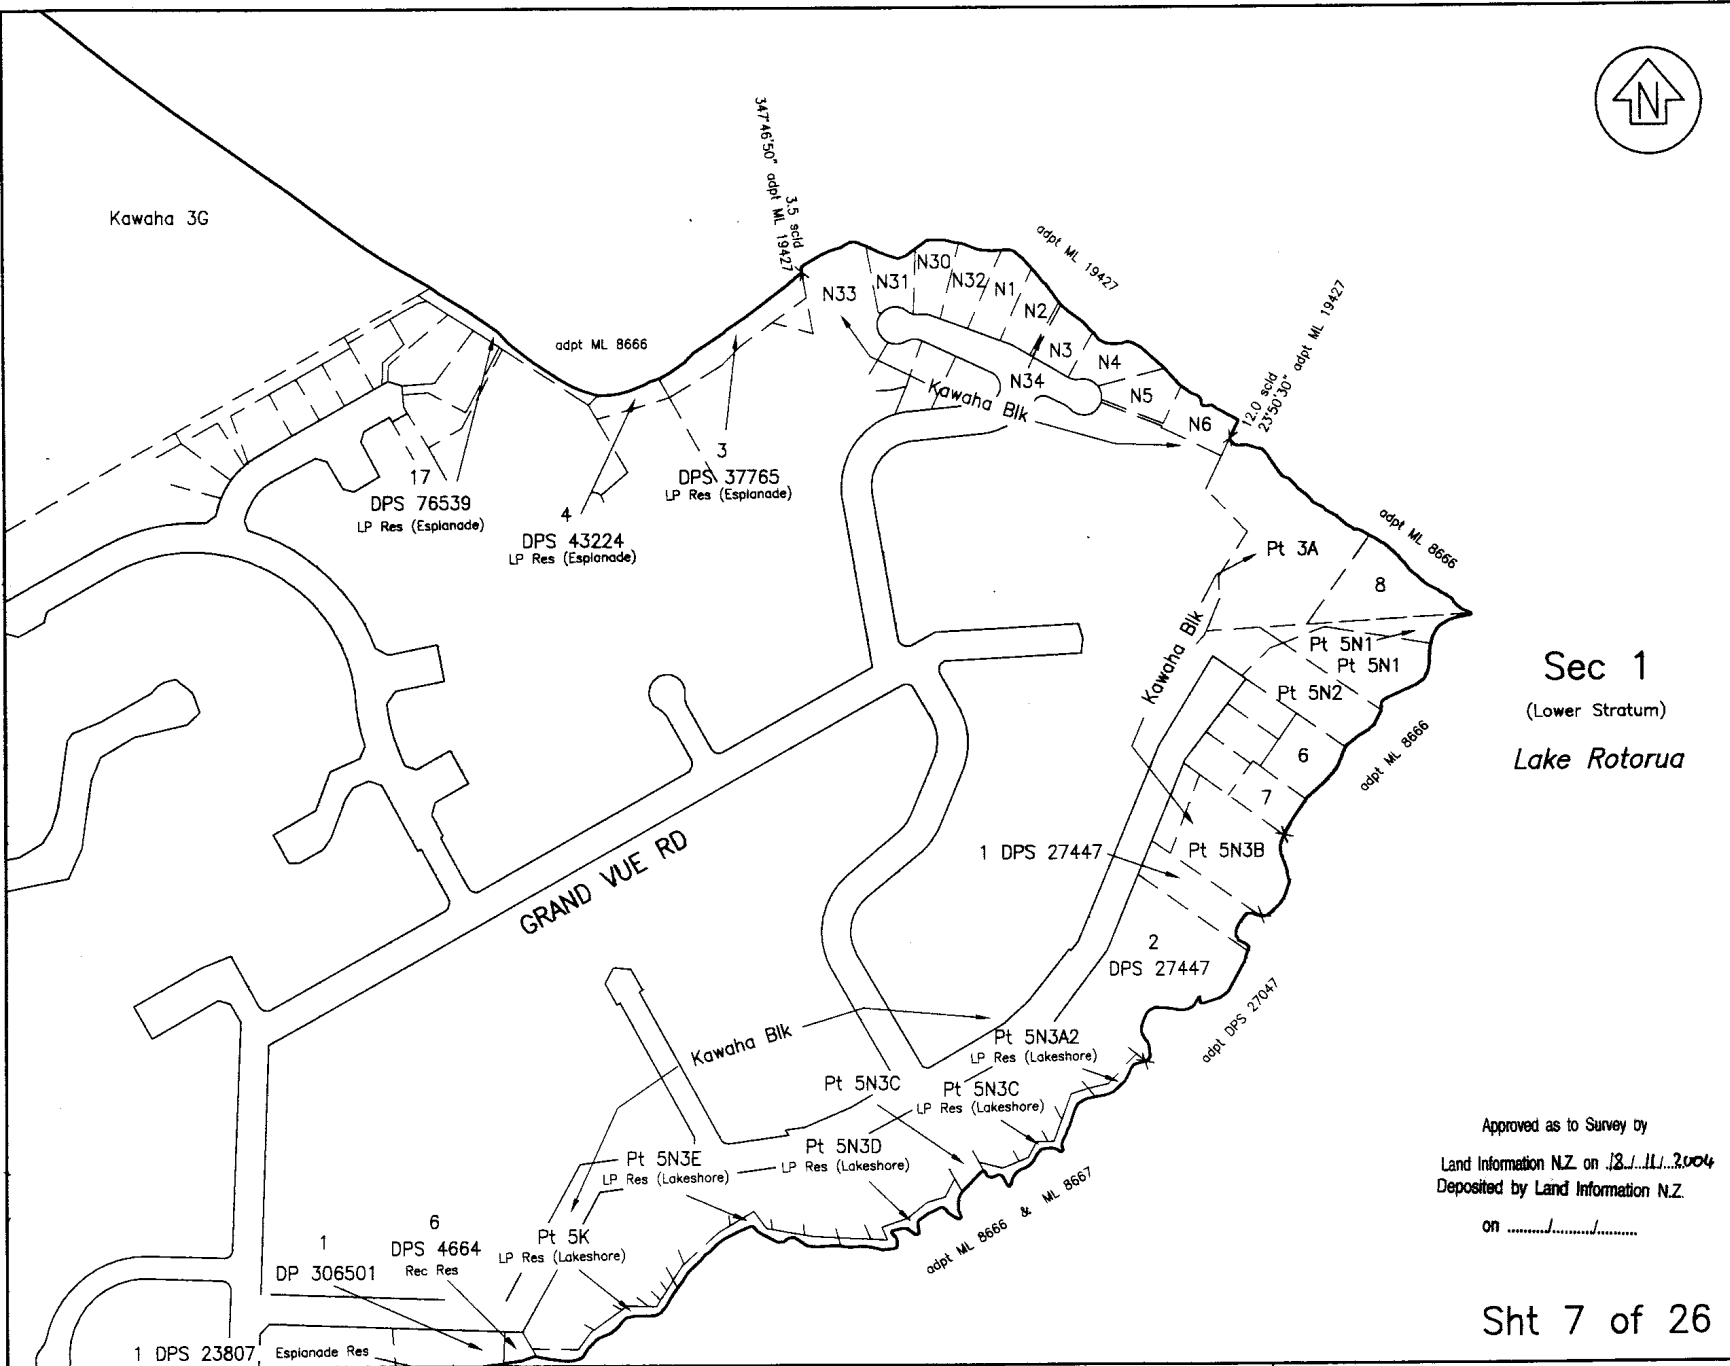 N
347°46'50" adpt ML 19427
3.5 scld
Kawaha 3G
adpt ML 19427
N33
N31
N30
N32
N1
N2
N3
N4
N5
N6
N34
adpt ML 8666
12.0 scld
23°50'30" adpt ML 19427
Kawaha Blk
17
DPS 76539
LP Res (Esplanade)
4
DPS 43224
LP Res (Esplanade)
3
DPS 37765
LP Res (Esplanade)
adpt ML 8666
Pt 3A
8
Kawaha Blk
Pt 5N1
Pt 5N1
Pt 5N2
6
7
Pt 5N3B
adpt ML 8666
Sec 1
(Lower Stratum)
Lake Rotorua
GRAND VUE RD
1 DPS 27447
2
DPS 27447
adpt DPS 27047
Kawaha Blk
Pt 5N3A2
LP Res (Lakeshore)
Pt 5N3C
Pt 5N3C
LP Res (Lakeshore)
Pt 5N3D
LP Res (Lakeshore)
Pt 5N3E
LP Res (Lakeshore)
Pt 5K
LP Res (Lakeshore)
adpt ML 8666 & ML 8667
6
DPS 4664
Rec Res
1
DP 306501
1 DPS 23807
Esplanade Res
Approved as to Survey by
Land Information N.Z. on 18/11/2004
Deposited by Land Information N.Z.
on ........../........../..........
Sht 7 of 26